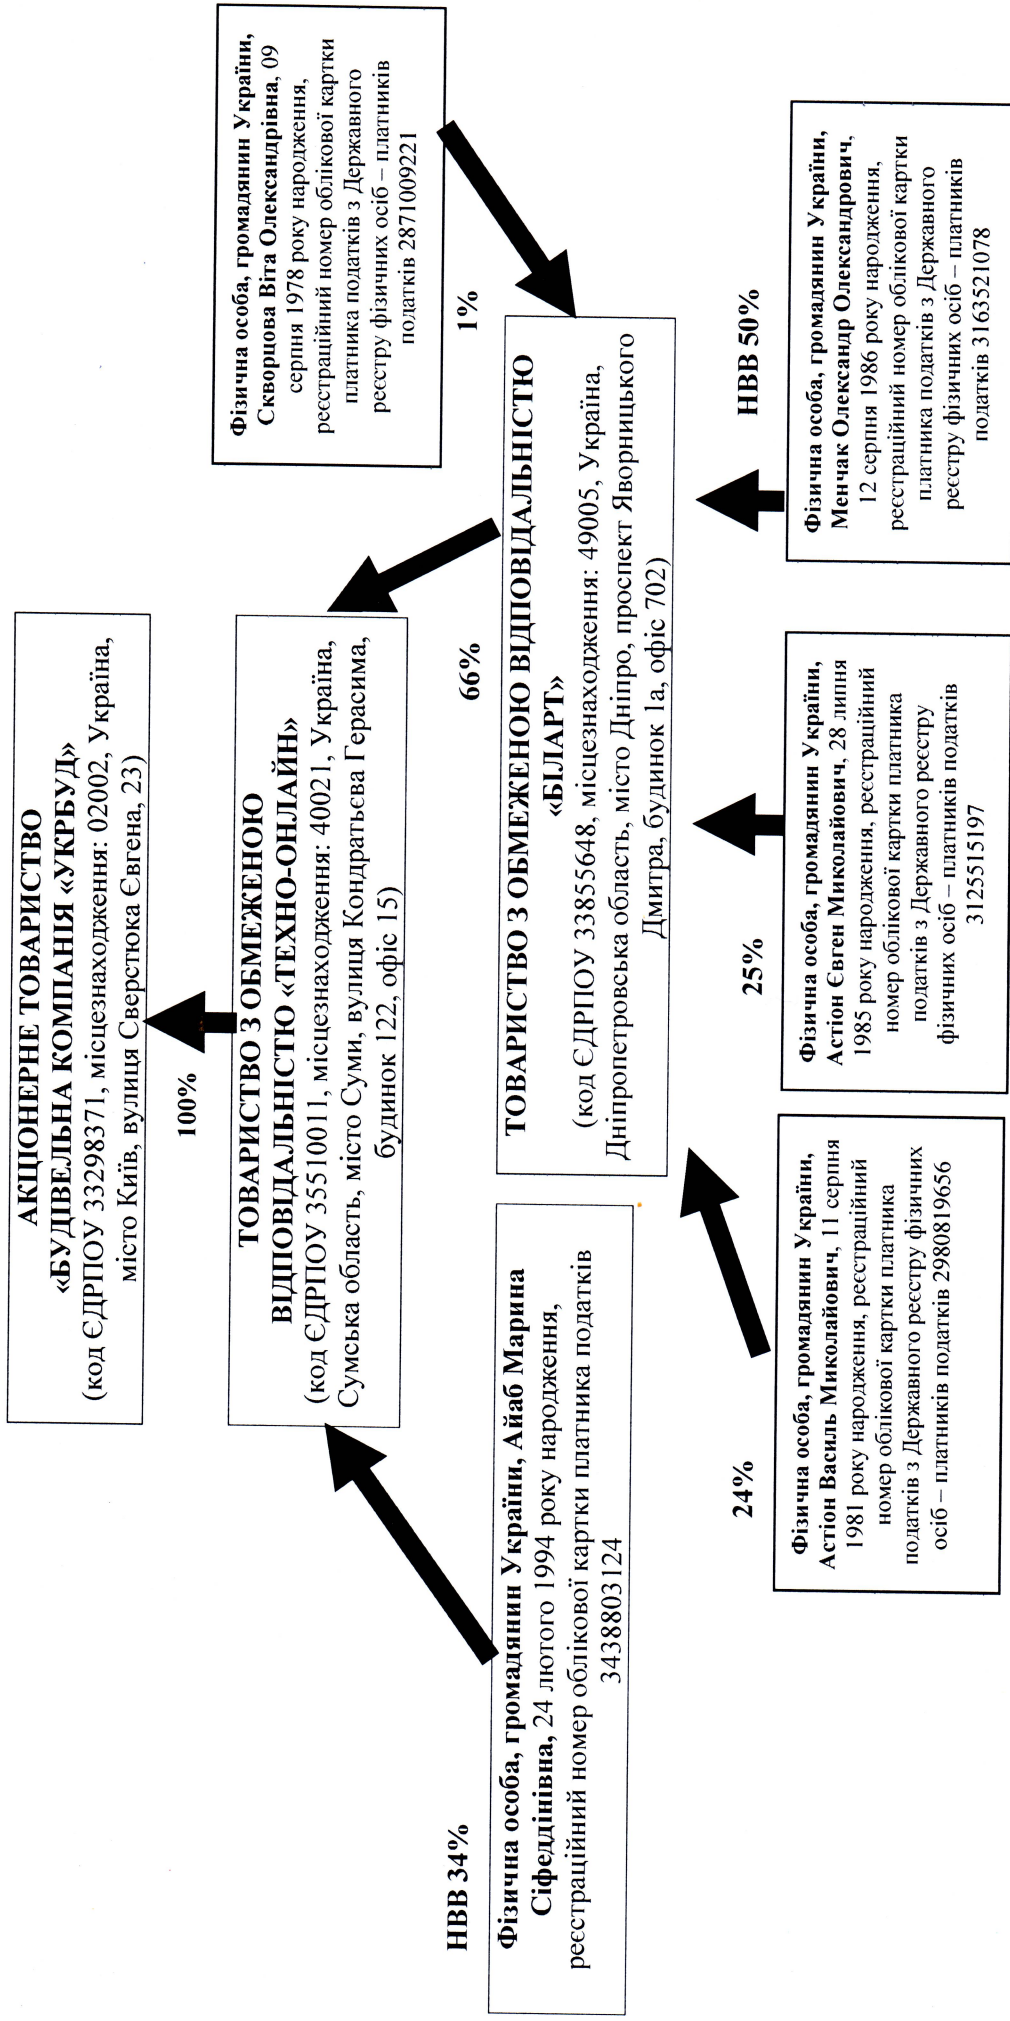 АКЦІОНЕРНЕ ТОВАРИСТВО
«БУДІВЕЛЬНА КОМПАНІЯ «УКРБУД»
(код ЄДРПОУ 33298371, місцезнаходження: 02002, Україна,
місто Київ, вулиця Сверстюка Євгена, 23)
100%
ТОВАРИСТВО З ОБМЕЖЕНОЮ
ВІДПОВІДАЛЬНІСТЮ «ТЕХНО-ОНЛАЙН»
(код ЄДРПОУ 35510011, місцезнаходження: 40021, Україна,
Сумська область, місто Суми, вулиця Кондратьєва Герасима,
будинок 122, офіс 15)
Фізична особа, громадянин України,
Скворцова Віта Олександрівна, 09
серпня 1978 року народження,
реєстраційний номер облікової картки
платника податків з Державного
реєстру фізичних осіб – платників
податків 2871009221
НВВ 34%
66%
1%
Фізична особа, громадянин України, Айаб Марина
Сіфеддінівна, 24 лютого 1994 року народження,
реєстраційний номер облікової картки платника податків
3438803124
ТОВАРИСТВО З ОБМЕЖЕНОЮ ВІДПОВІДАЛЬНІСТЮ
«БІЛАРТ»
(код ЄДРПОУ 33855648, місцезнаходження: 49005, Україна,
Дніпропетровська область, місто Дніпро, проспект Яворницького
Дмитра, будинок 1а, офіс 702)
24%
25%
НВВ 50%
Фізична особа, громадянин України,
Астіон Василь Миколайович, 11 серпня
1981 року народження, реєстраційний
номер облікової картки платника
податків з Державного реєстру фізичних
осіб – платників податків 2980819656
Фізична особа, громадянин України,
Астіон Євген Миколайович, 28 липня
1985 року народження, реєстраційний
номер облікової картки платника
податків з Державного реєстру
фізичних осіб – платників податків
3125515197
Фізична особа, громадянин України,
Менчак Олександр Олександрович,
12 серпня 1986 року народження,
реєстраційний номер облікової картки
платника податків з Державного
реєстру фізичних осіб – платників
податків 3163521078